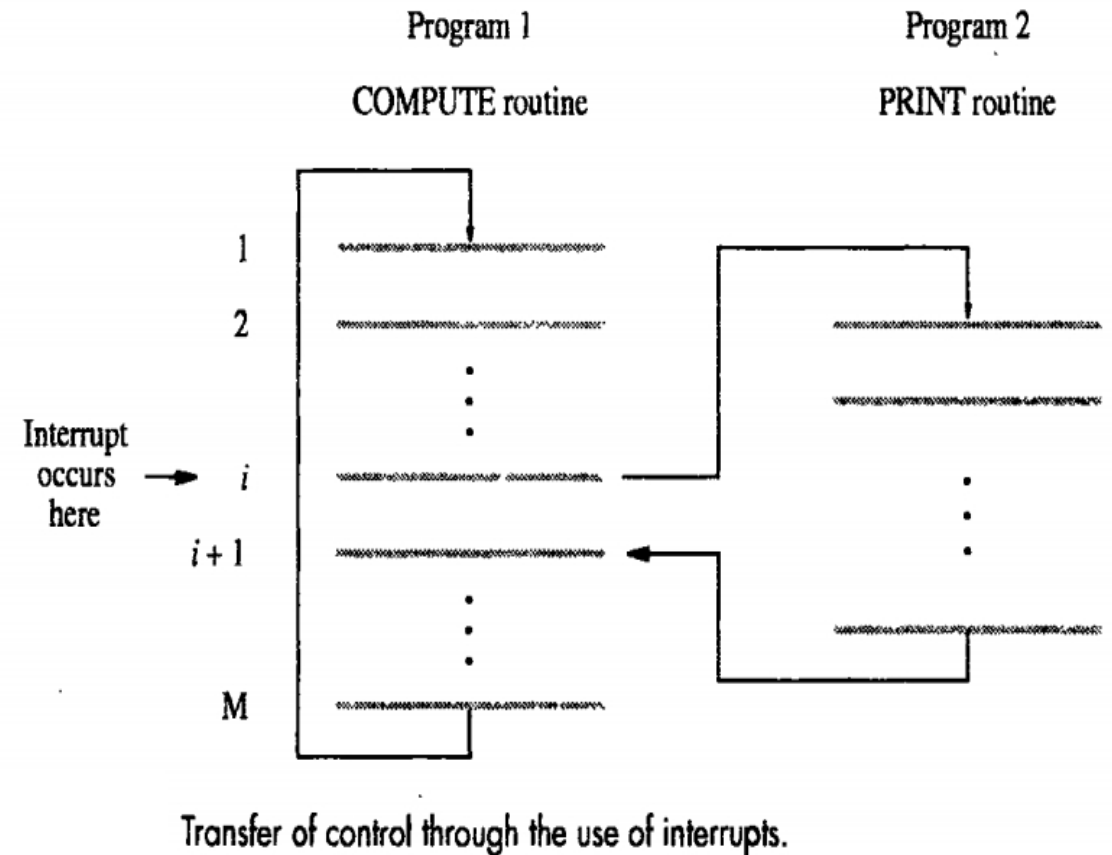 Program 1
COMPUTE routine
Program 2
PRINT routine
1
2
Interrupt
occurs
here
i
i + 1
M
Transfer of control through the use of interrupts.